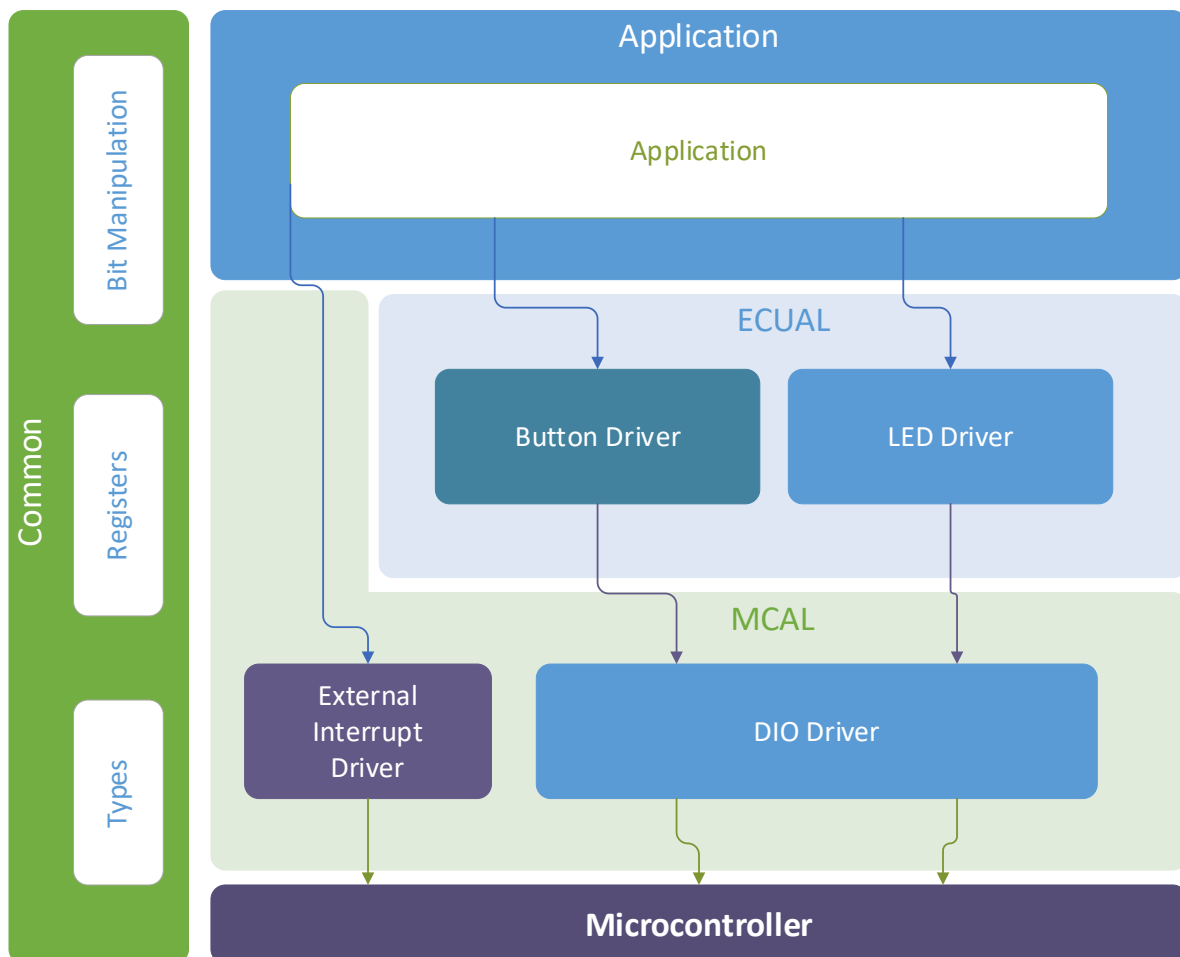 Common
Bit Manipulation
Registers
Types
Application
Application
ECUAL
Button Driver
LED Driver
MCAL
External
Interrupt
Driver
DIO Driver
Microcontroller